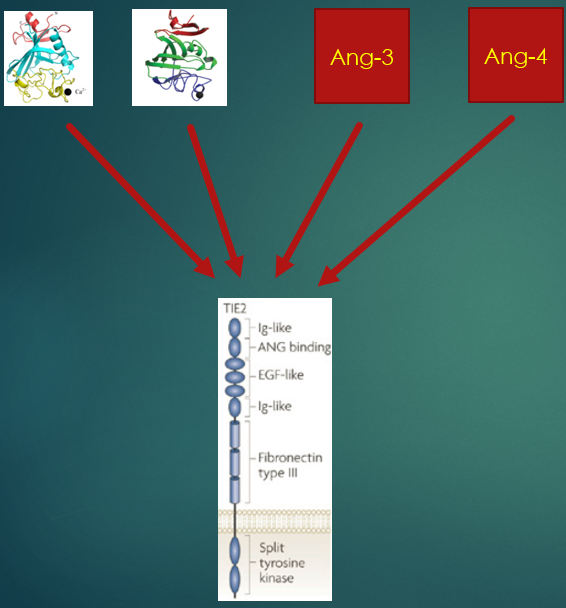 Ca²⁺
Ang-3
Ang-4
TIE2
Ig-like
ANG binding
EGF-like
Ig-like
Fibronectin
type III
Split
tyrosine
kinase